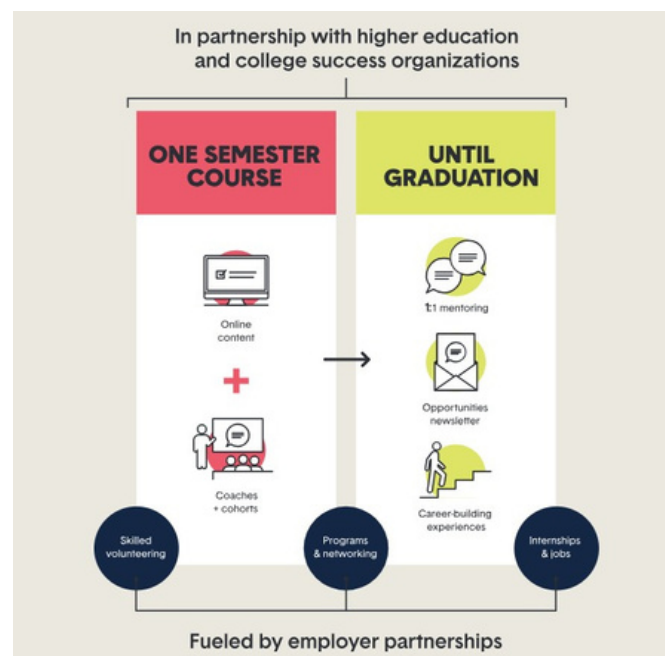 In partnership with higher education
and college success organizations
ONE SEMESTER
COURSE
Online
content
+
Coaches
+ cohorts
UNTIL
GRADUATION
1:1 mentoring
Opportunities
newsletter
Career-building
experiences
Skilled
volunteering
Programs
& networking
Internships
& jobs
Fueled by employer partnerships